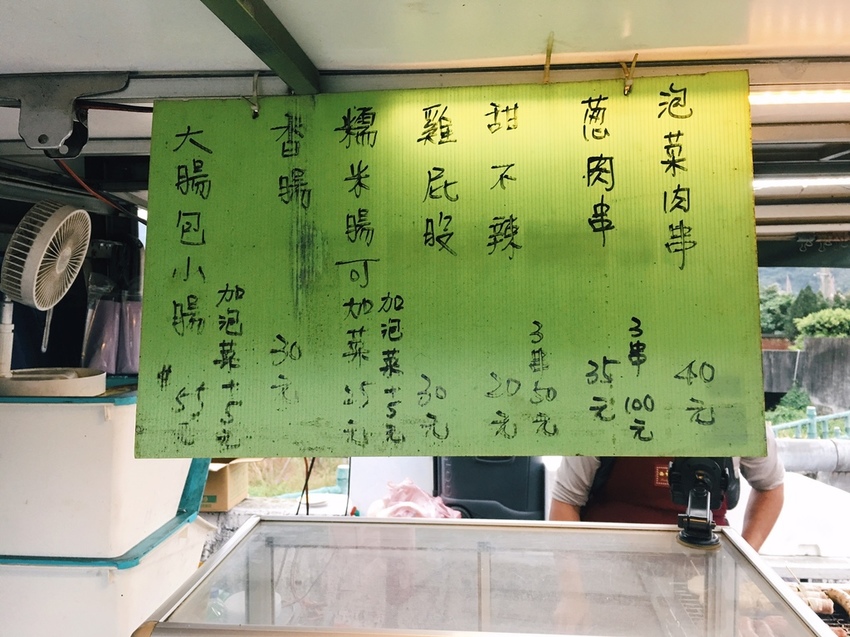 泡菜肉串 40元
蔥肉串 35元
3串100元
甜不辣 20元
3串50元
雞屁股 30元
糯米腸可加菜 25元
加泡菜+5元
香腸 30元
大腸包小腸 55元
加泡菜+5元